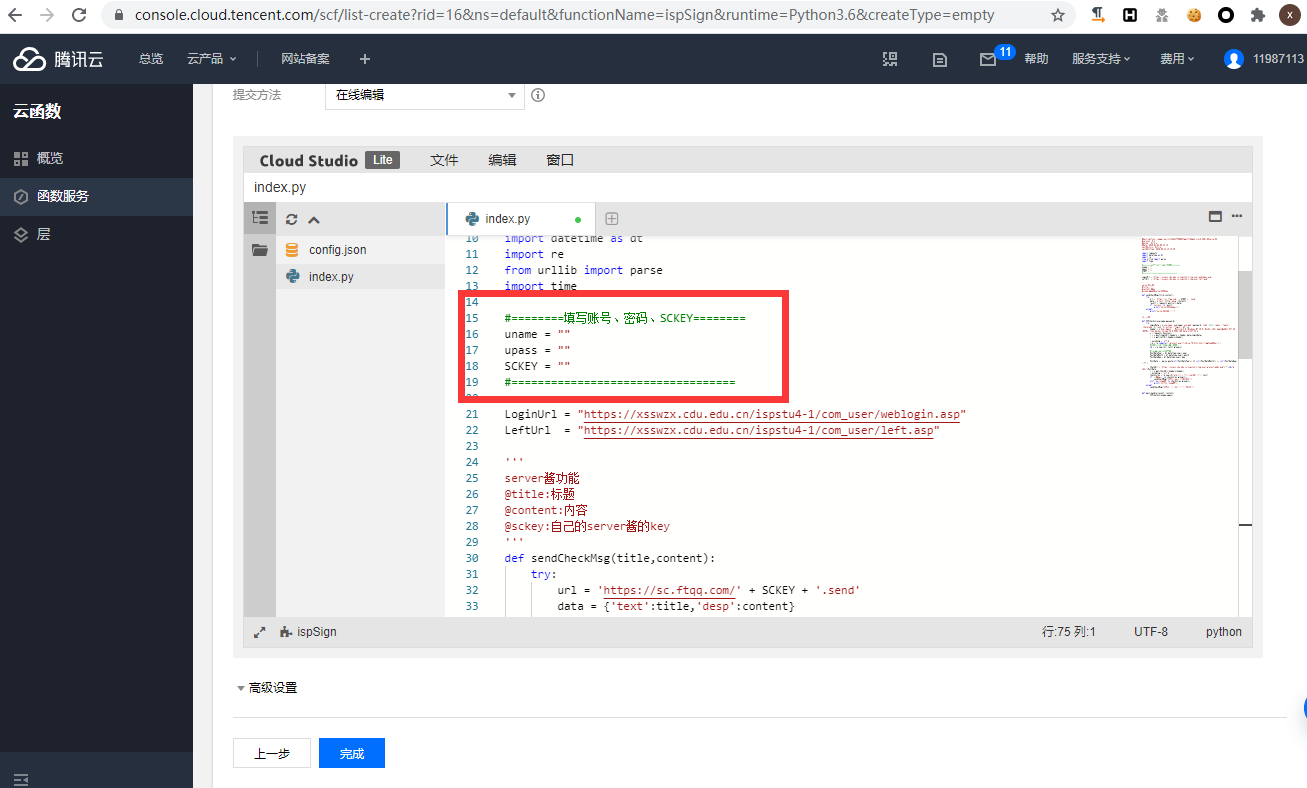 console.cloud.tencent.com/scf/list-create?rid=16&ns=default&functionName=ispSign&runtime=Python3.6&createType=empty
X
腾讯云 总览 云产品 网站备案 + 11 帮助 服务支持 费用 11987113
云函数
概览
函数服务
层
提交方法 在线编辑
Cloud Studio Lite 文件 编辑 窗口
index.py
index.py
config.json
index.py
10 import datetime as dt
11 import re
12 from urllib import parse
13 import time
14
15 #========填写账号、密码、SCKEY========
16 uname = ""
17 upass = ""
18 SCKEY = ""
19 #==================================
21 LoginUrl = "https://xsswzx.cdu.edu.cn/ispstu4-1/com_user/weblogin.asp"
22 LeftUrl  = "https://xsswzx.cdu.edu.cn/ispstu4-1/com_user/left.asp"
23
24 '''
25 server酱功能
26 @title:标题
27 @content:内容
28 @sckey:自己的server酱的key
29 '''
30 def sendCheckMsg(title,content):
31     try:
32         url = 'https://sc.ftqq.com/' + SCKEY + '.send'
33         data = {'text':title,'desp':content}
ispSign 行:75 列:1 UTF-8 python
高级设置
上一步 完成